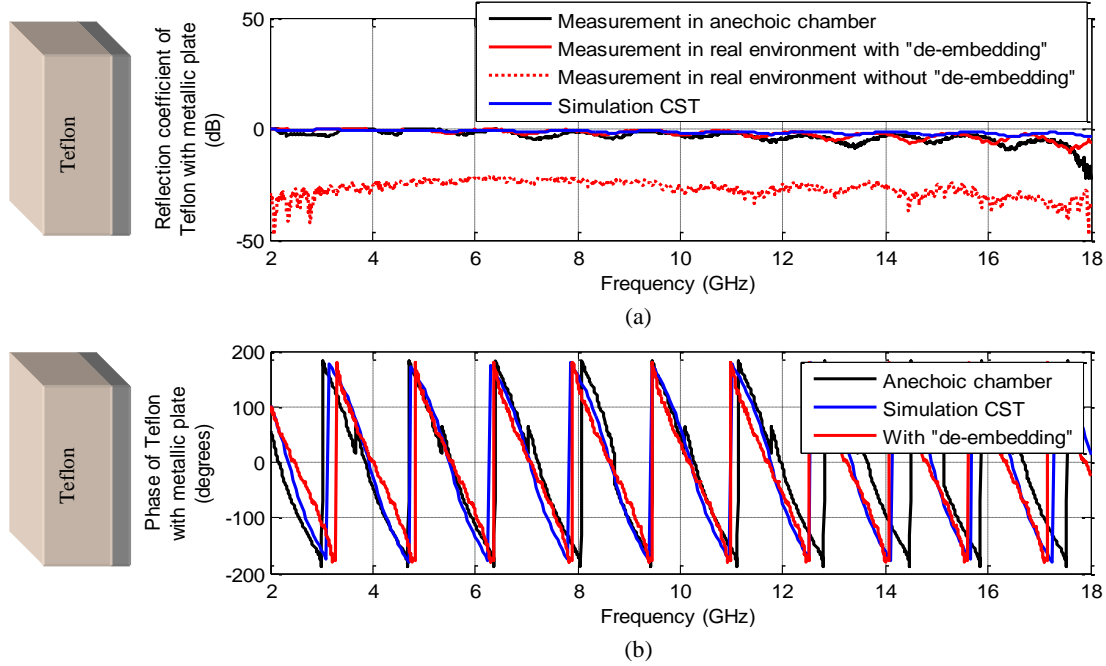 Teflon
Reflection coefficient of
Teflon with metallic plate
(dB)
50
0
-50
Measurement in anechoic chamber
Measurement in real environment with "de-embedding"
Measurement in real environment without "de-embedding"
Simulation CST
2 4 6 8 10 12 14 16 18
Frequency (GHz)
(a)
Teflon
Phase of Teflon
with metallic plate
(degrees)
200
100
0
-100
-200
Anechoic chamber
Simulation CST
With "de-embedding"
2 4 6 8 10 12 14 16 18
Frequency (GHz)
(b)